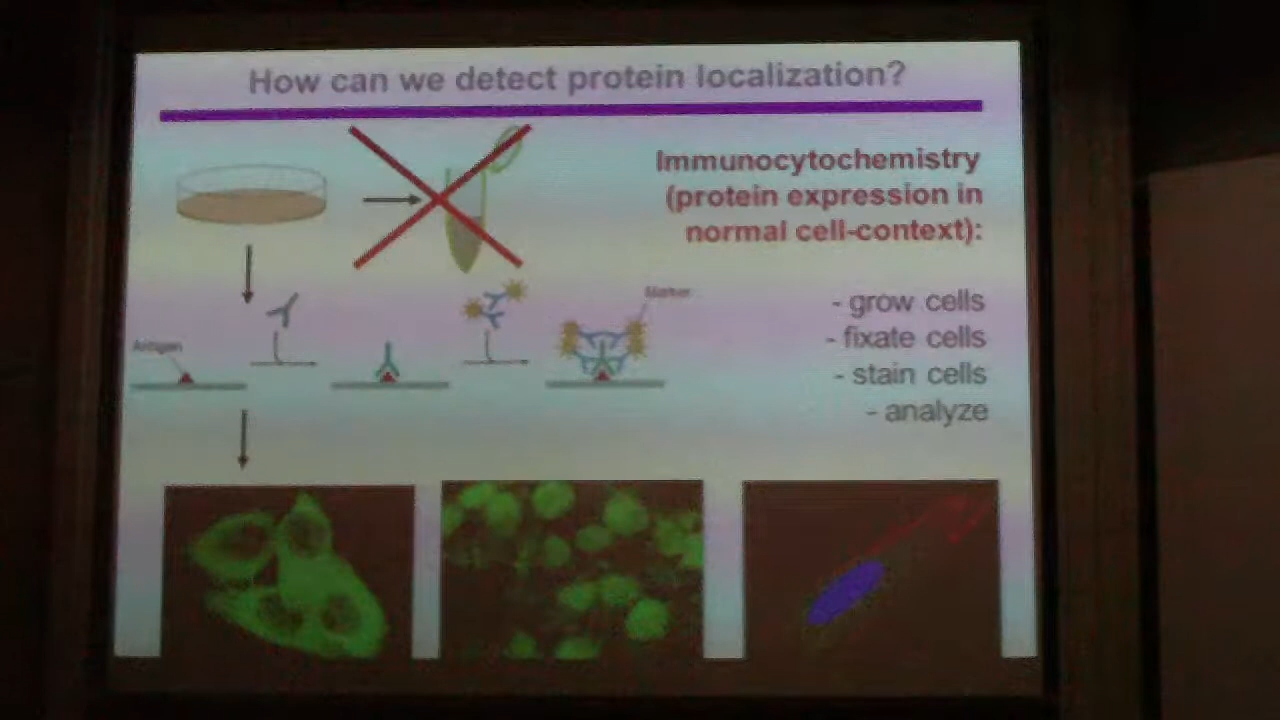 How can we detect protein localization?
Immunocytochemistry
(protein expression in
normal cell-context):
Marker
Antigen
- grow cells
- fixate cells
- stain cells
- analyze